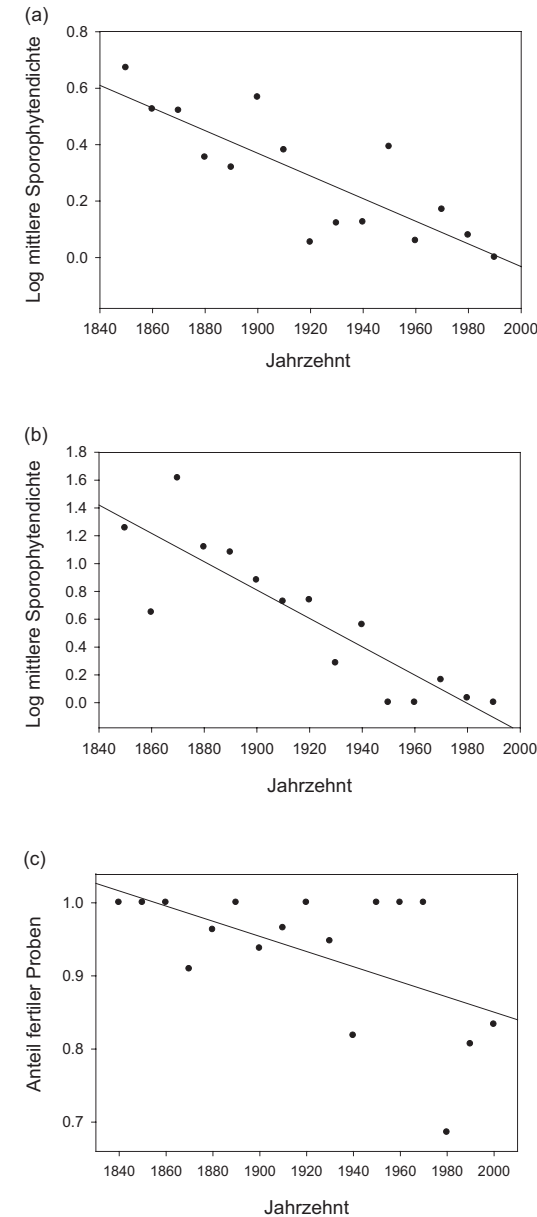 (a)
Log mittlere Sporophytendichte
0.8
0.6
0.4
0.2
0.0
1840 1860 1880 1900 1920 1940 1960 1980 2000
Jahrzehnt
(b)
Log mittlere Sporophytendichte
1.8
1.6
1.4
1.2
1.0
0.8
0.6
0.4
0.2
0.0
1840 1860 1880 1900 1920 1940 1960 1980 2000
Jahrzehnt
(c)
Anteil fertiler Proben
1.0
0.9
0.8
0.7
1840 1860 1880 1900 1920 1940 1960 1980 2000
Jahrzehnt